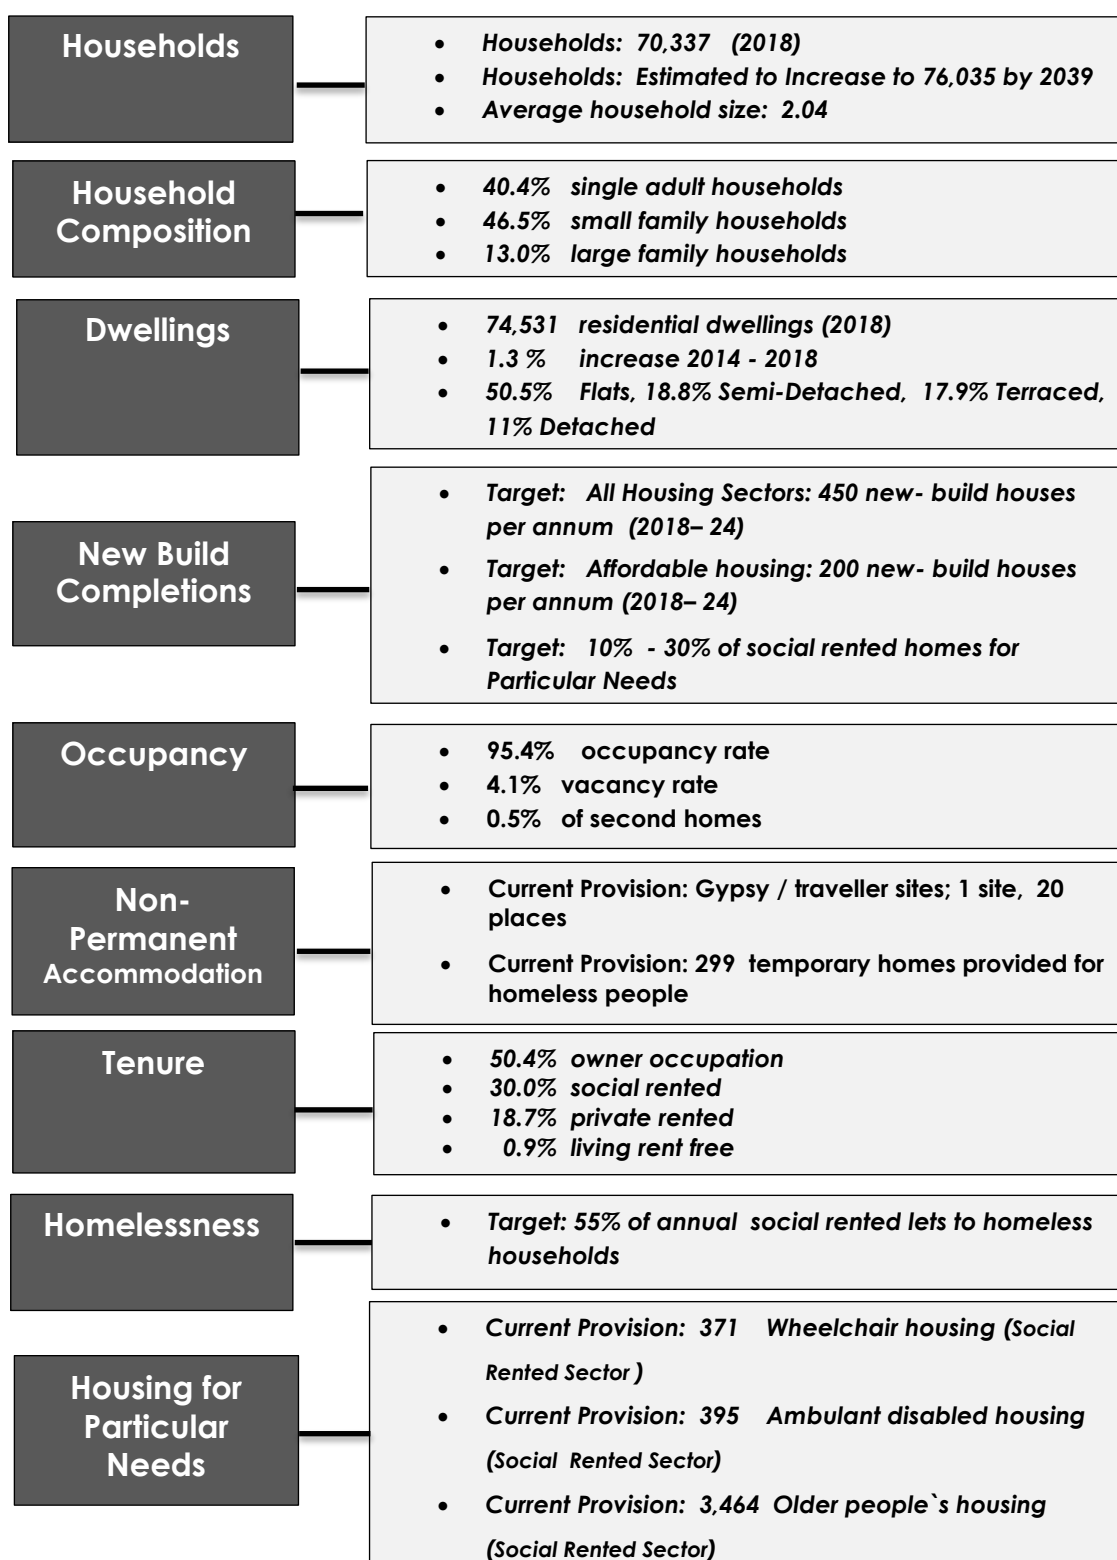 Households
• Households: 70,337 (2018)
• Households: Estimated to Increase to 76,035 by 2039
• Average household size: 2.04
Household
Composition
• 40.4% single adult households
• 46.5% small family households
• 13.0% large family households
Dwellings
• 74,531 residential dwellings (2018)
• 1.3 % increase 2014 - 2018
• 50.5% Flats, 18.8% Semi-Detached, 17.9% Terraced,
11% Detached
New Build
Completions
• Target: All Housing Sectors: 450 new- build houses
per annum (2018– 24)
• Target: Affordable housing: 200 new- build houses
per annum (2018– 24)
• Target: 10% - 30% of social rented homes for
Particular Needs
Occupancy
• 95.4% occupancy rate
• 4.1% vacancy rate
• 0.5% of second homes
Non-
Permanent
Accommodation
• Current Provision: Gypsy / traveller sites; 1 site, 20
places
• Current Provision: 299 temporary homes provided for
homeless people
Tenure
• 50.4% owner occupation
• 30.0% social rented
• 18.7% private rented
• 0.9% living rent free
Homelessness
• Target: 55% of annual social rented lets to homeless
households
Housing for
Particular
Needs
• Current Provision: 371 Wheelchair housing (Social
Rented Sector )
• Current Provision: 395 Ambulant disabled housing
(Social Rented Sector)
• Current Provision: 3,464 Older people`s housing
(Social Rented Sector)